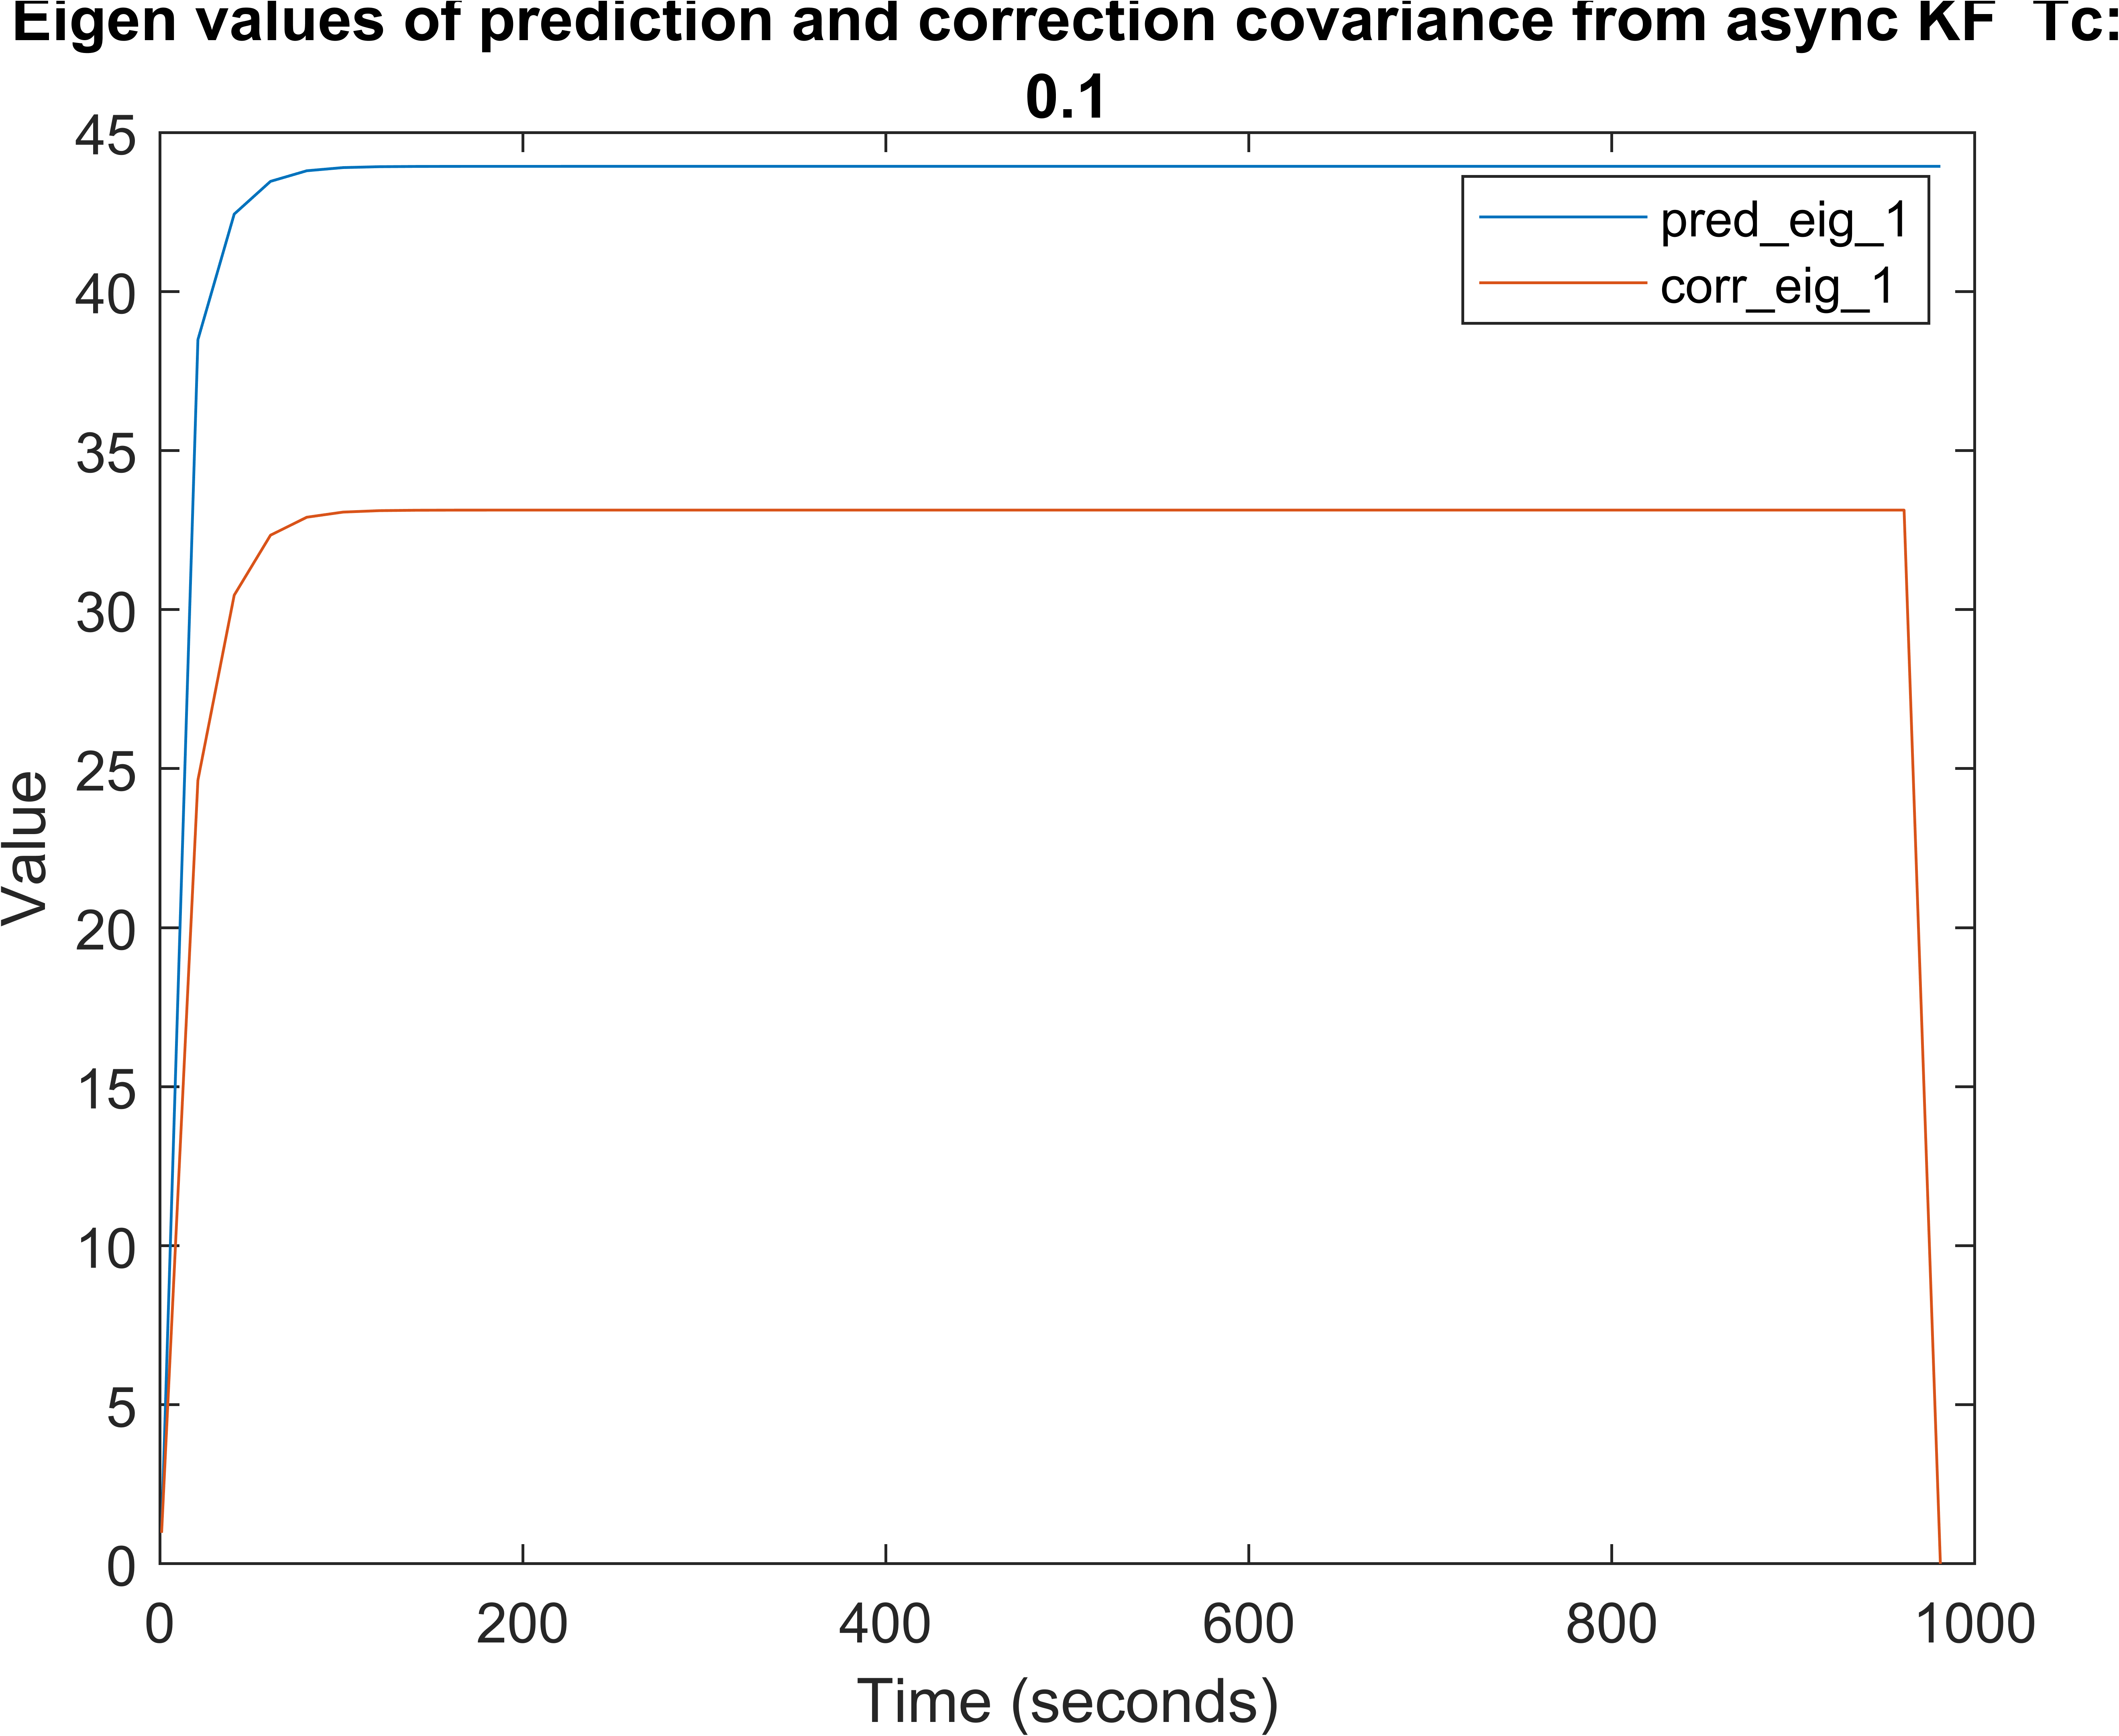 Eigen values of prediction and correction covariance from async KF Tc:
0.1
45
40
35
30
25
20
15
10
5
0
Value
pred_eig_1
corr_eig_1
0 200 400 600 800 1000
Time (seconds)